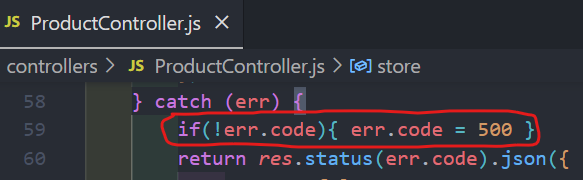 JS ProductController.js ×
controllers > JS ProductController.js > store
58 } catch (err) {
59 if(!err.code){ err.code = 500 }
60 return res.status(err.code).json({